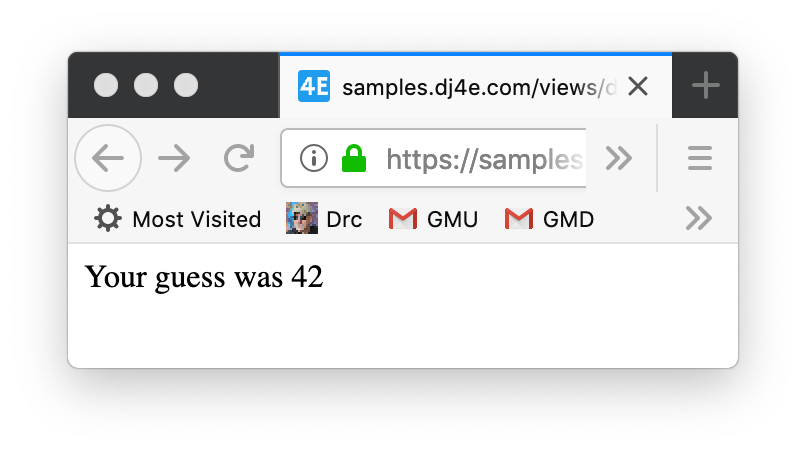 4E samples.dj4e.com/views/d
https://samples
Most Visited Drc GMU GMD
Your guess was 42